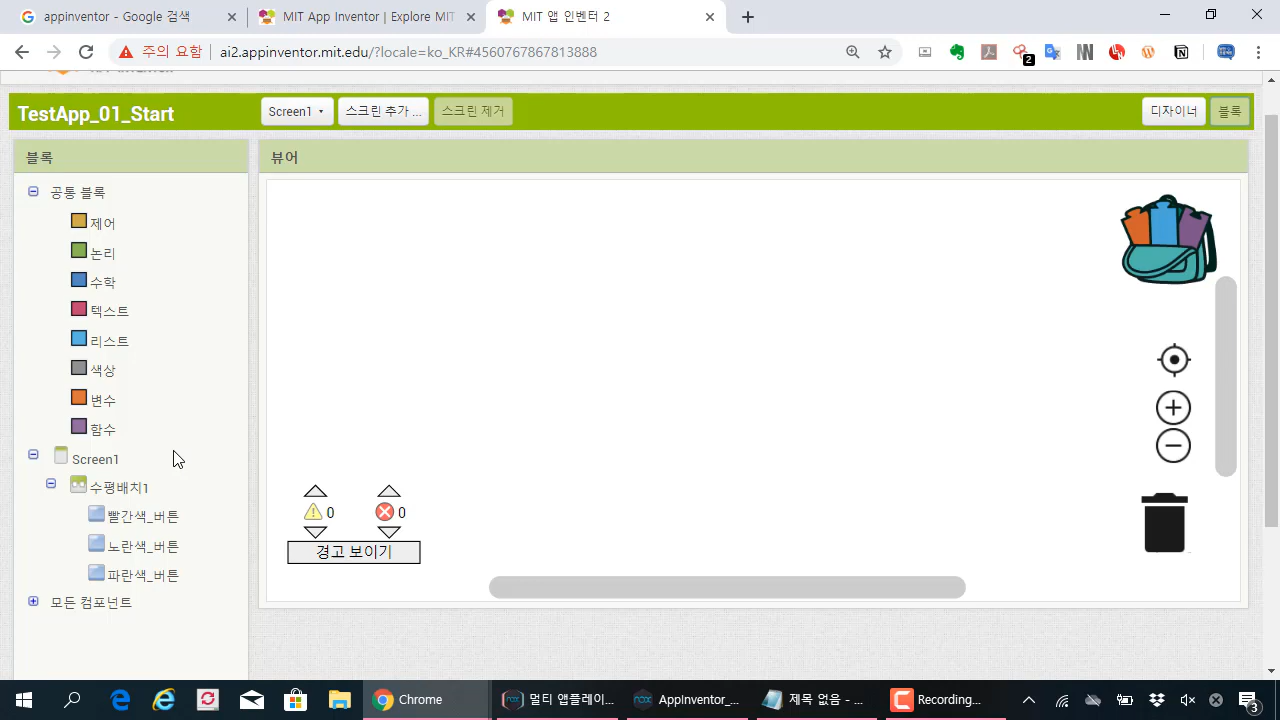 appinventor - Google 검색
MIT App Inventor | Explore MIT
MIT 앱 인벤터 2
주의 요함
ai2.appinventor.mit.edu/?locale=ko_KR#4560767867813888
2
TestApp_01_Start
Screen1
스크린 추가 ...
스크린 제거
디자이너
블록
블록
뷰어
공통 블록
제어
논리
수학
텍스트
리스트
색상
변수
함수
Screen1
수평배치1
빨간색_버튼
노란색_버튼
파란색_버튼
모든 컴포넌트
0
0
경고 보이기
Chrome
멀티 앱플레이...
Appinventor_...
제목 없음 - ...
Recording...
3